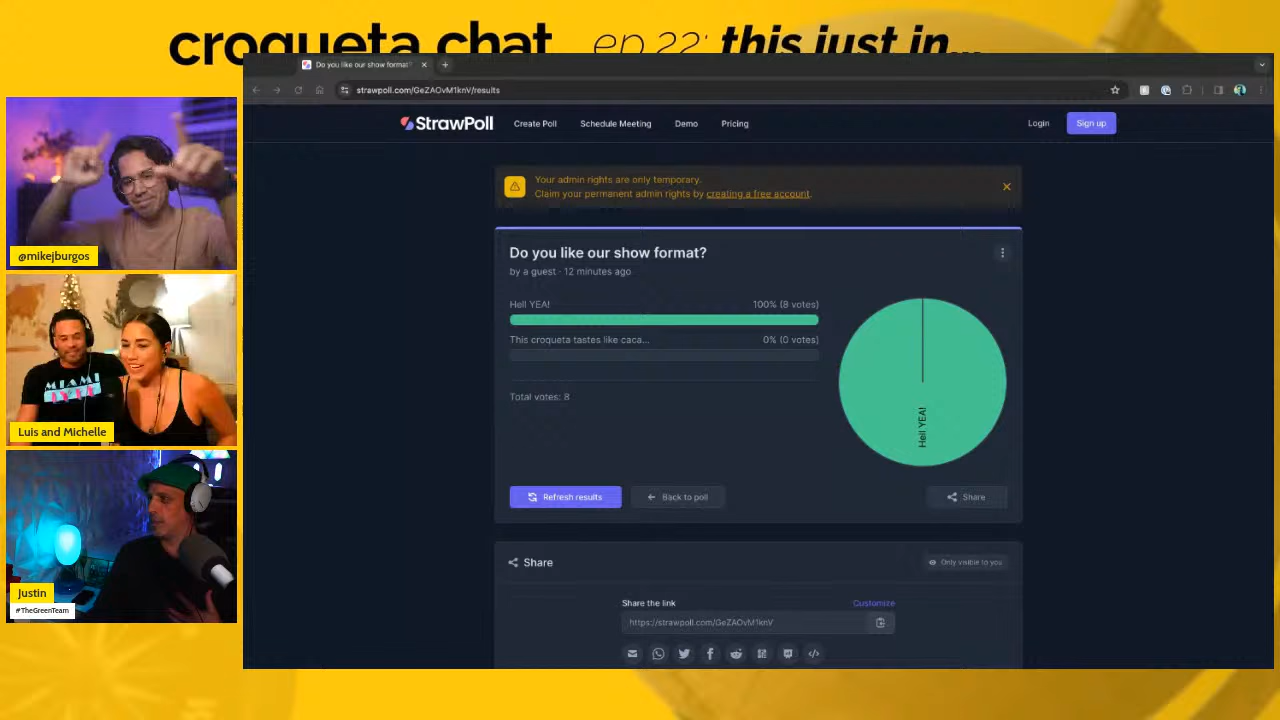 croqueta chat ep 22: this just in...
Do you like our show format?
strawpoll.com/GeZAOvM1knV/results
StrawPoll Create Poll Schedule Meeting Demo Pricing Login Sign up
Your admin rights are only temporary.
Claim your permanent admin rights by creating a free account.
Do you like our show format?
by a guest · 12 minutes ago
Hell YEA! 100% (8 votes)
This croqueta tastes like caca... 0% (0 votes)
Total votes: 8
Hell YEA!
Refresh results Back to poll Share
Share Only visible to you
Share the link Customize
https://strawpoll.com/GeZAOvM1knV
@mikejburgos
MIAMI
Luis and Michelle
Justin
#TheGreenTeam